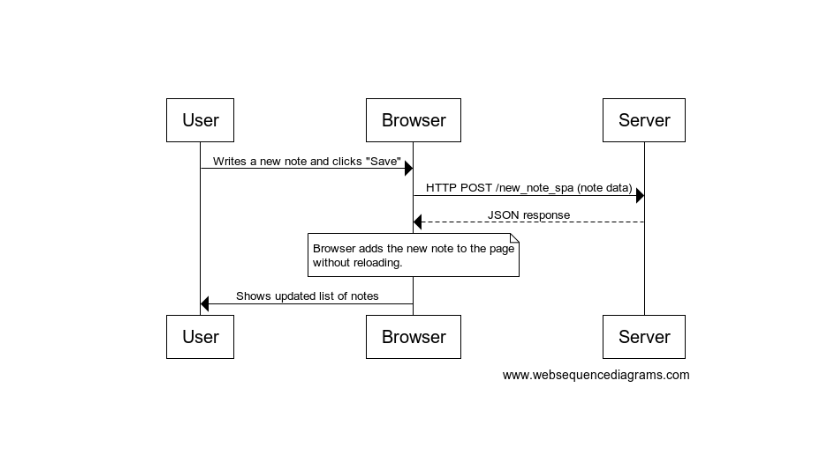 User Browser Server
Writes a new note and clicks "Save"
HTTP POST /new_note_spa (note data)
JSON response
Browser adds the new note to the page
without reloading.
Shows updated list of notes
User Browser Server
www.websequencediagrams.com